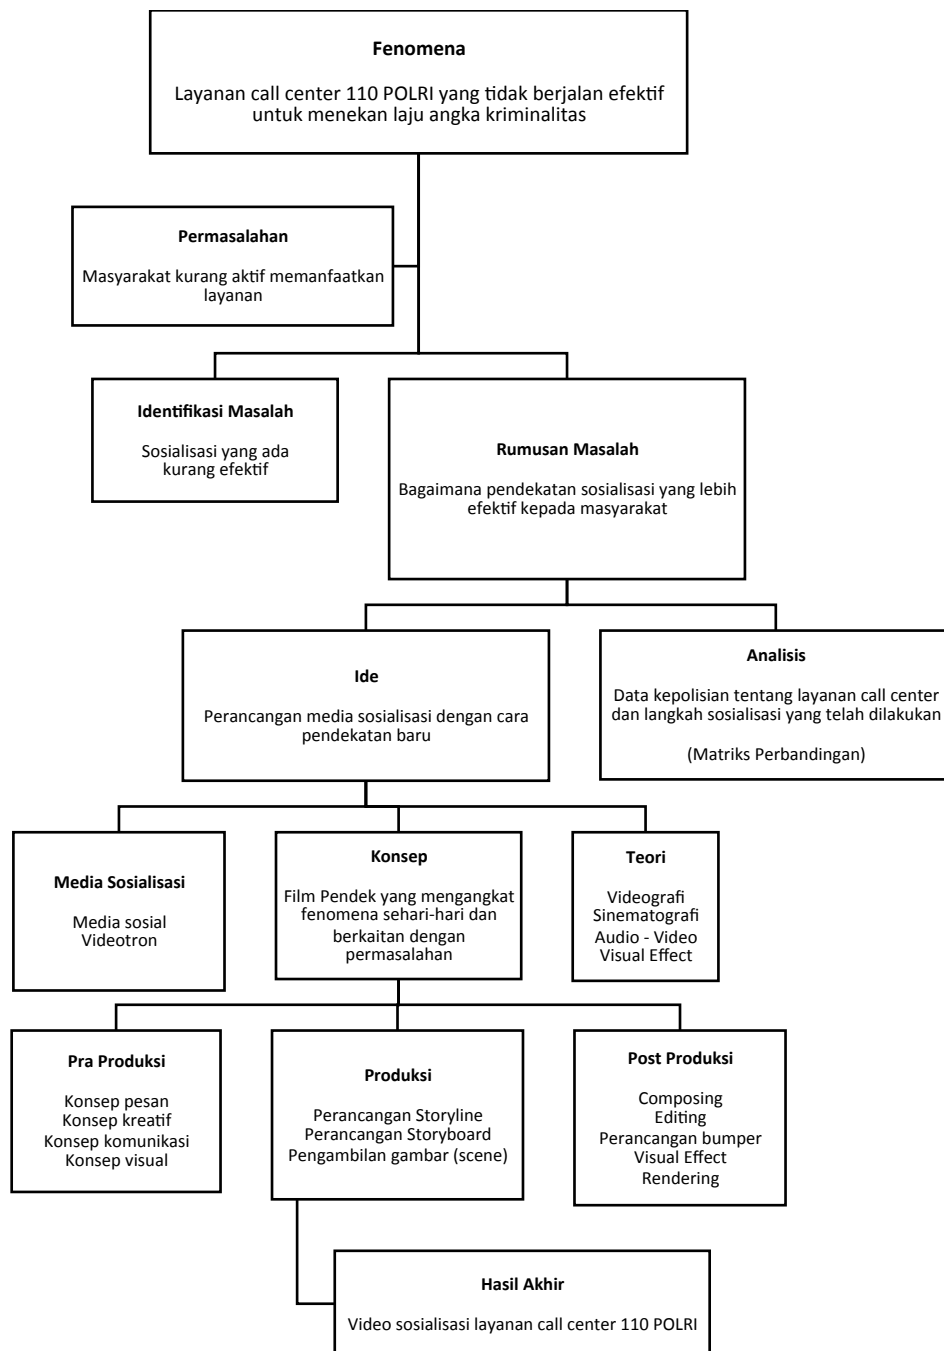 Fenomena
Layanan call center 110 POLRI yang tidak berjalan efektif
untuk menekan laju angka kriminalitas
Permasalahan
Masyarakat kurang aktif memanfaatkan
layanan
Identifikasi Masalah
Sosialisasi yang ada
kurang efektif
Rumusan Masalah
Bagaimana pendekatan sosialisasi yang lebih
efektif kepada masyarakat
Ide
Perancangan media sosialisasi dengan cara
pendekatan baru
Analisis
Data kepolisian tentang layanan call center
dan langkah sosialisasi yang telah dilakukan
(Matriks Perbandingan)
Media Sosialisasi
Media sosial
Videotron
Konsep
Film Pendek yang mengangkat
fenomena sehari-hari dan
berkaitan dengan
permasalahan
Teori
Videografi
Sinematografi
Audio - Video
Visual Effect
Pra Produksi
Konsep pesan
Konsep kreatif
Konsep komunikasi
Konsep visual
Produksi
Perancangan Storyline
Perancangan Storyboard
Pengambilan gambar (scene)
Post Produksi
Composing
Editing
Perancangan bumper
Visual Effect
Rendering
Hasil Akhir
Video sosialisasi layanan call center 110 POLRI